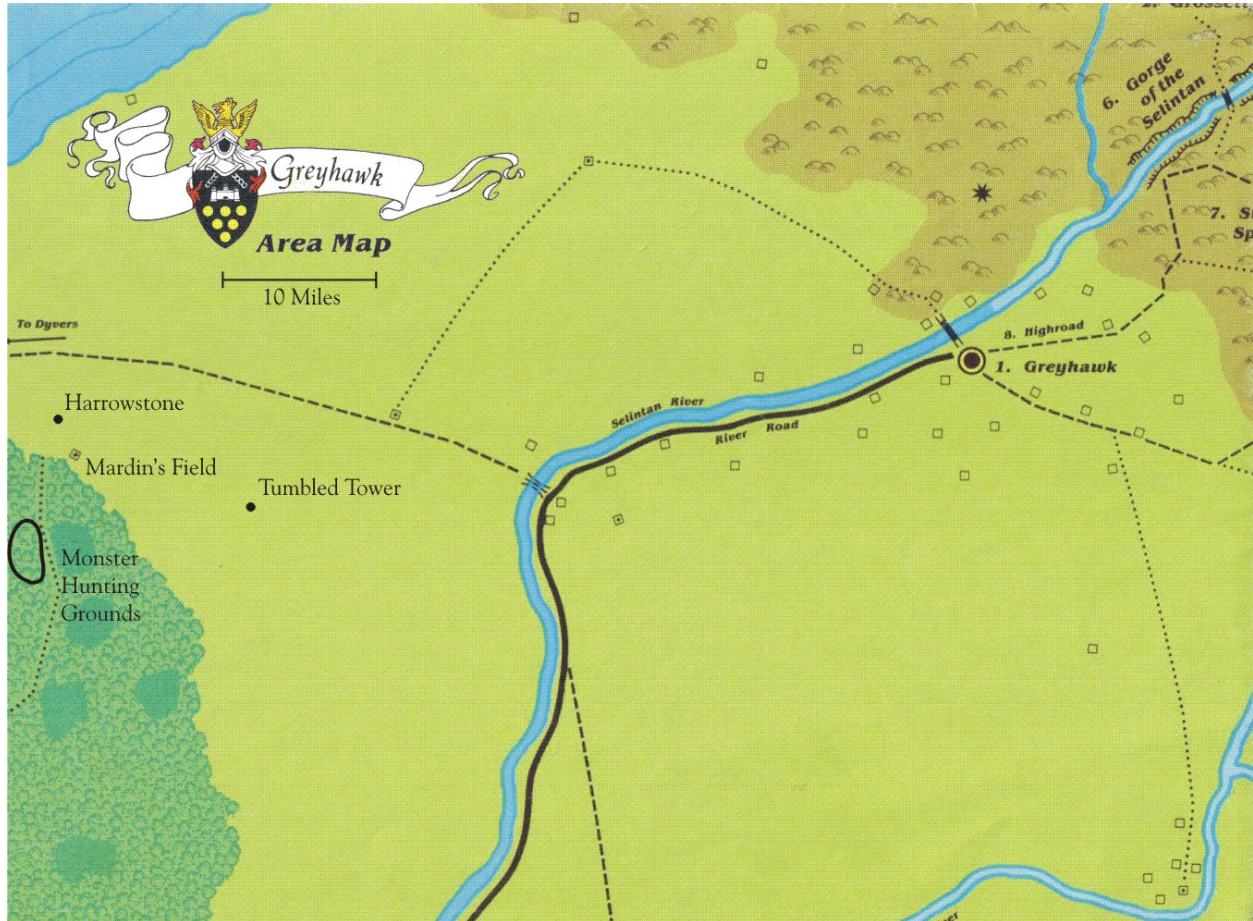 6. Gorge
of the
Selintan
Greyhawk
Area Map
10 Miles
7.
To Dyvers
8. Highroad
1. Greyhawk
Harrowstone
Selintan River
River Road
Mardin's Field
Tumbled Tower
Monster
Hunting
Grounds